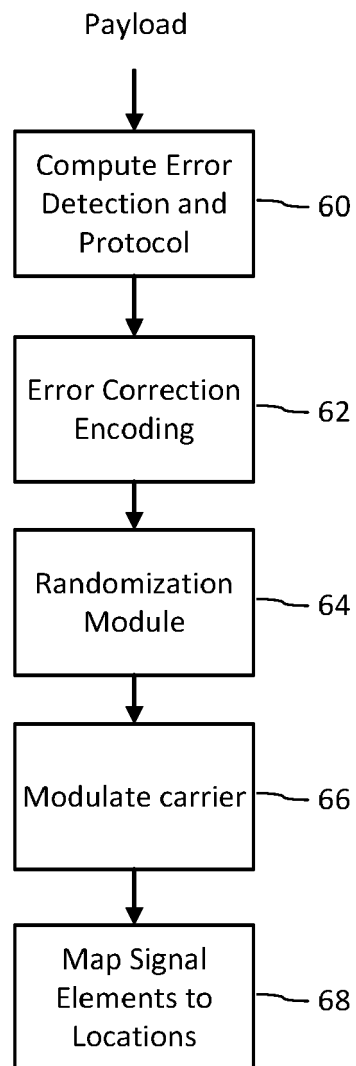 Payload
Compute Error
Detection and
Protocol
60
Error Correction
Encoding
62
Randomization
Module
64
Modulate carrier
66
Map Signal
Elements to
Locations
68